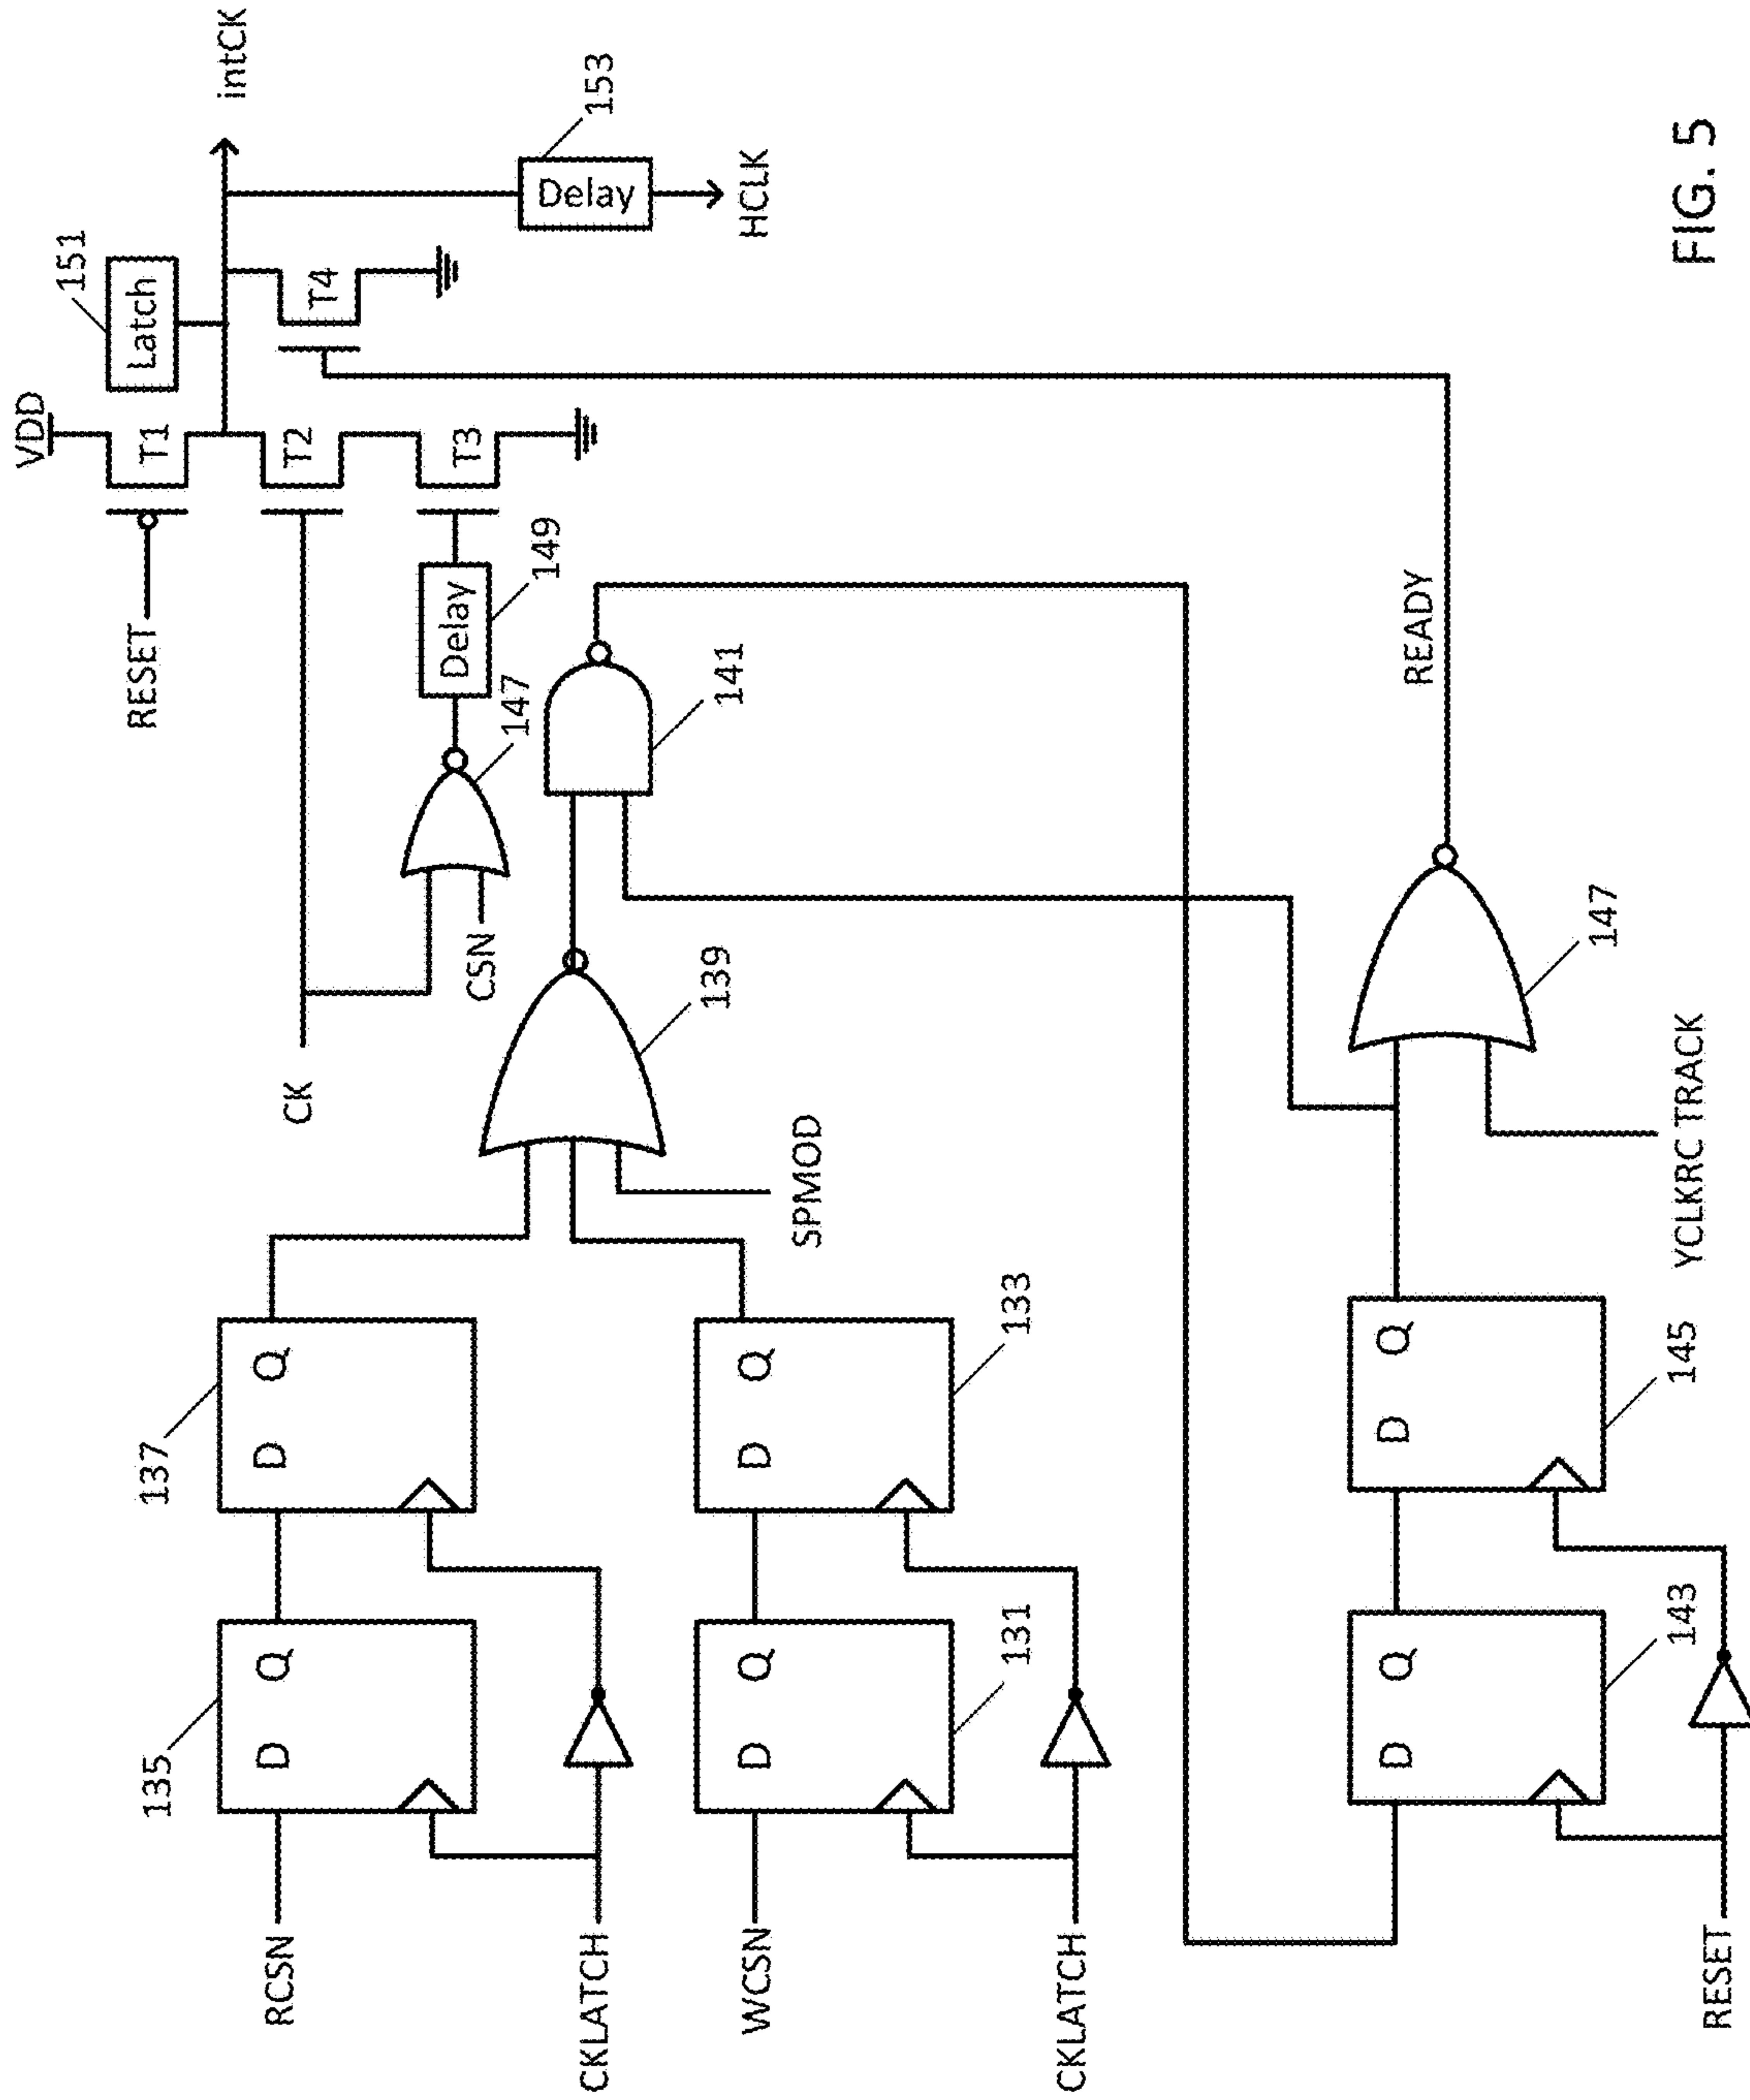 VDD
151
Latch
intCK
RESET
T1
T2
T4
T3
Delay
153
HCLK
CK
147
Delay
149
CSN
139
141
137
135
D Q
D Q
RCSN
CKLATCH
SPMOD
133
131
D Q
D Q
WCSN
CKLATCH
READY
147
YCLKRC TRACK
D Q
D Q
145
143
RESET
FIG. 5